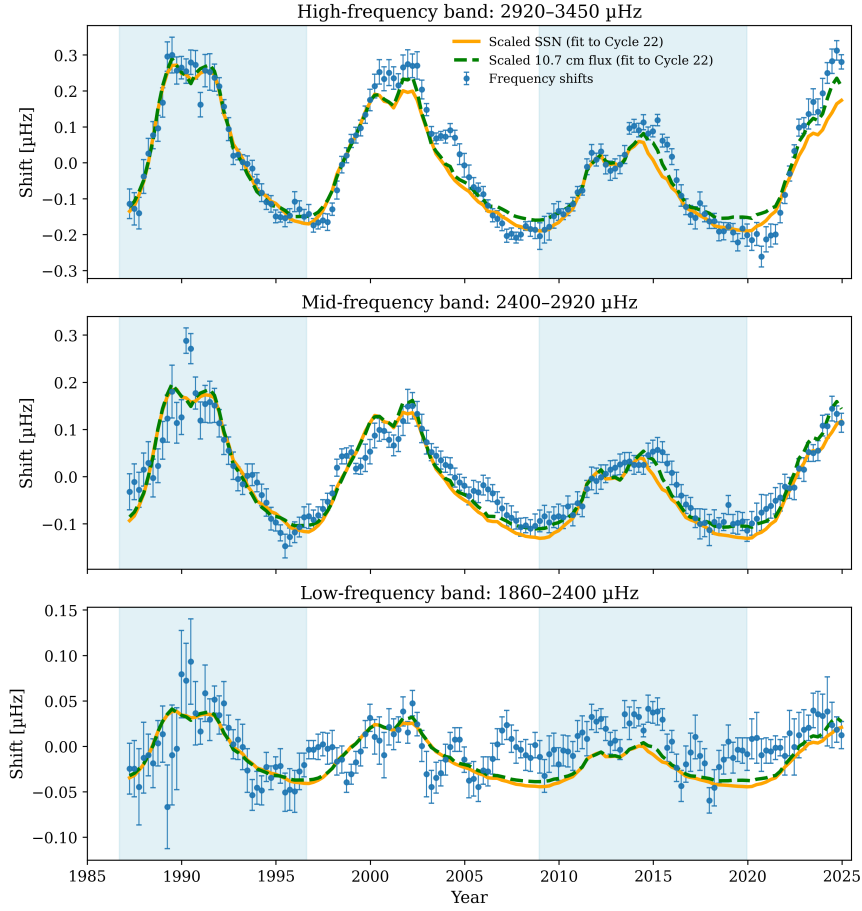 High-frequency band: 2920–3450 µHz
Scaled SSN (fit to Cycle 22)
Scaled 10.7 cm flux (fit to Cycle 22)
Frequency shifts
Shift [µHz]
0.3
0.2
0.1
0.0
−0.1
−0.2
−0.3
Mid-frequency band: 2400–2920 µHz
Shift [µHz]
0.3
0.2
0.1
0.0
−0.1
Low-frequency band: 1860–2400 µHz
Shift [µHz]
0.15
0.10
0.05
0.00
−0.05
−0.10
1985 1990 1995 2000 2005 2010 2015 2020 2025
Year